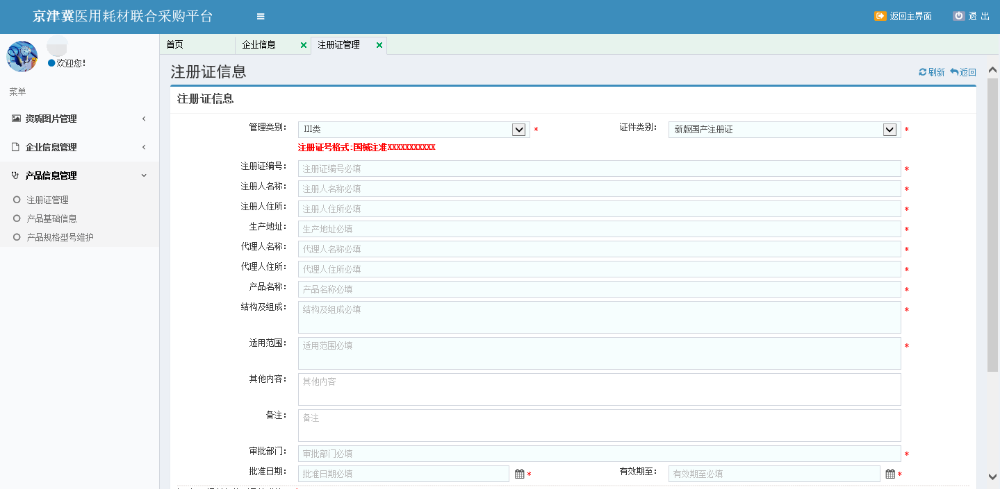 京津冀医用耗材联合采购平台
返回主界面 退 出
欢迎您!
首页 企业信息 注册证管理
菜单
资质图片管理
企业信息管理
产品信息管理
注册证管理
产品基础信息
产品规格型号维护
注册证信息 刷新 返回
注册证信息
管理类别: III类 * 证件类别: 新版国产注册证 *
注册证号格式:国械注准XXXXXXXXXXX
注册证编号: 注册证编号必填 *
注册人名称: 注册人名称必填 *
注册人住所: 注册人住所必填 *
生产地址: 生产地址必填 *
代理人名称: 代理人名称必填 *
代理人住所: 代理人住所必填 *
产品名称: 产品名称必填 *
结构及组成: 结构及组成必填 *
适用范围: 适用范围必填 *
其他内容: 其他内容
备注: 备注
审批部门: 审批部门必填 *
批准日期: 批准日期必填 * 有效期至: 有效期至必填 *